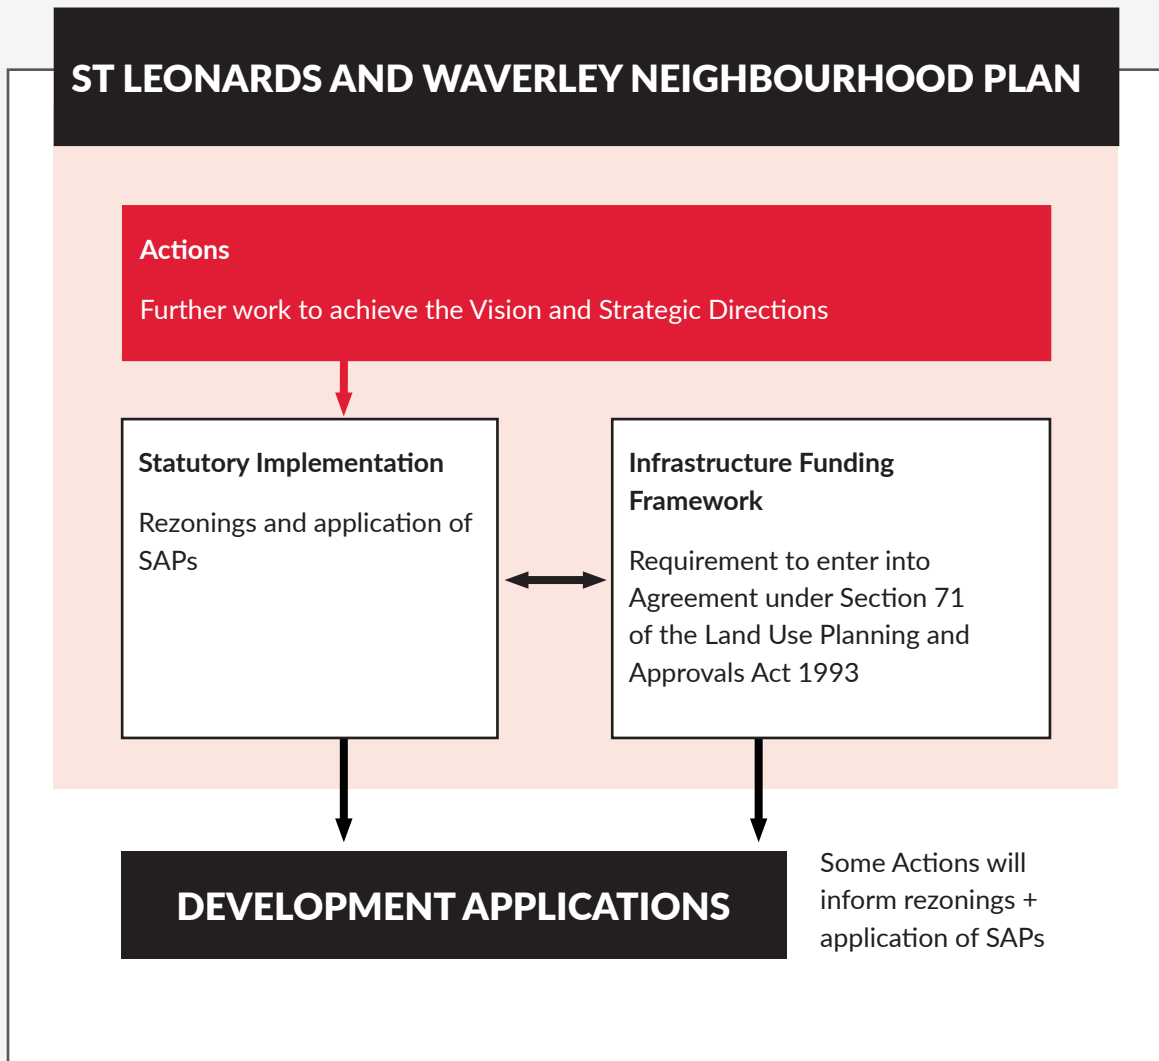 ST LEONARDS AND WAVERLEY NEIGHBOURHOOD PLAN
Actions
Further work to achieve the Vision and Strategic Directions
Statutory Implementation
Rezonings and application of
SAPs
Infrastructure Funding
Framework
Requirement to enter into
Agreement under Section 71
of the Land Use Planning and
Approvals Act 1993
DEVELOPMENT APPLICATIONS
Some Actions will
inform rezonings +
application of SAPs